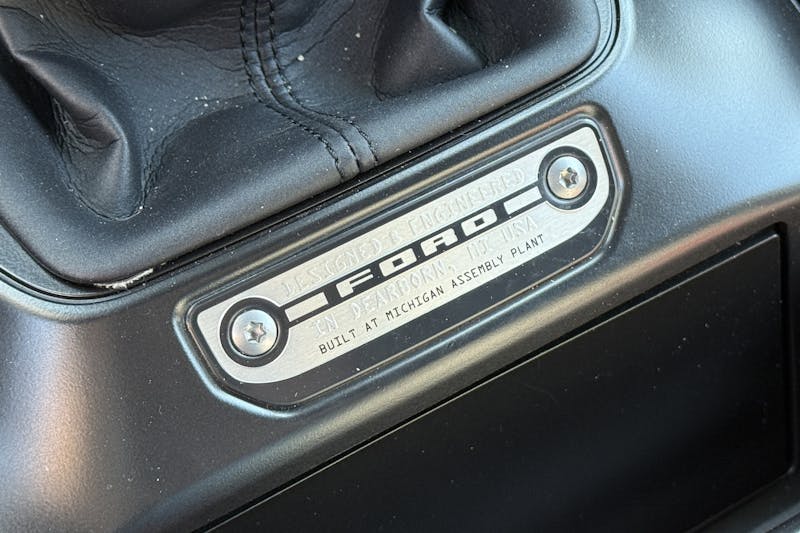 DESIGNED & ENGINEERED
FORD
IN DEARBORN, MI USA
BUILT AT MICHIGAN ASSEMBLY PLANT